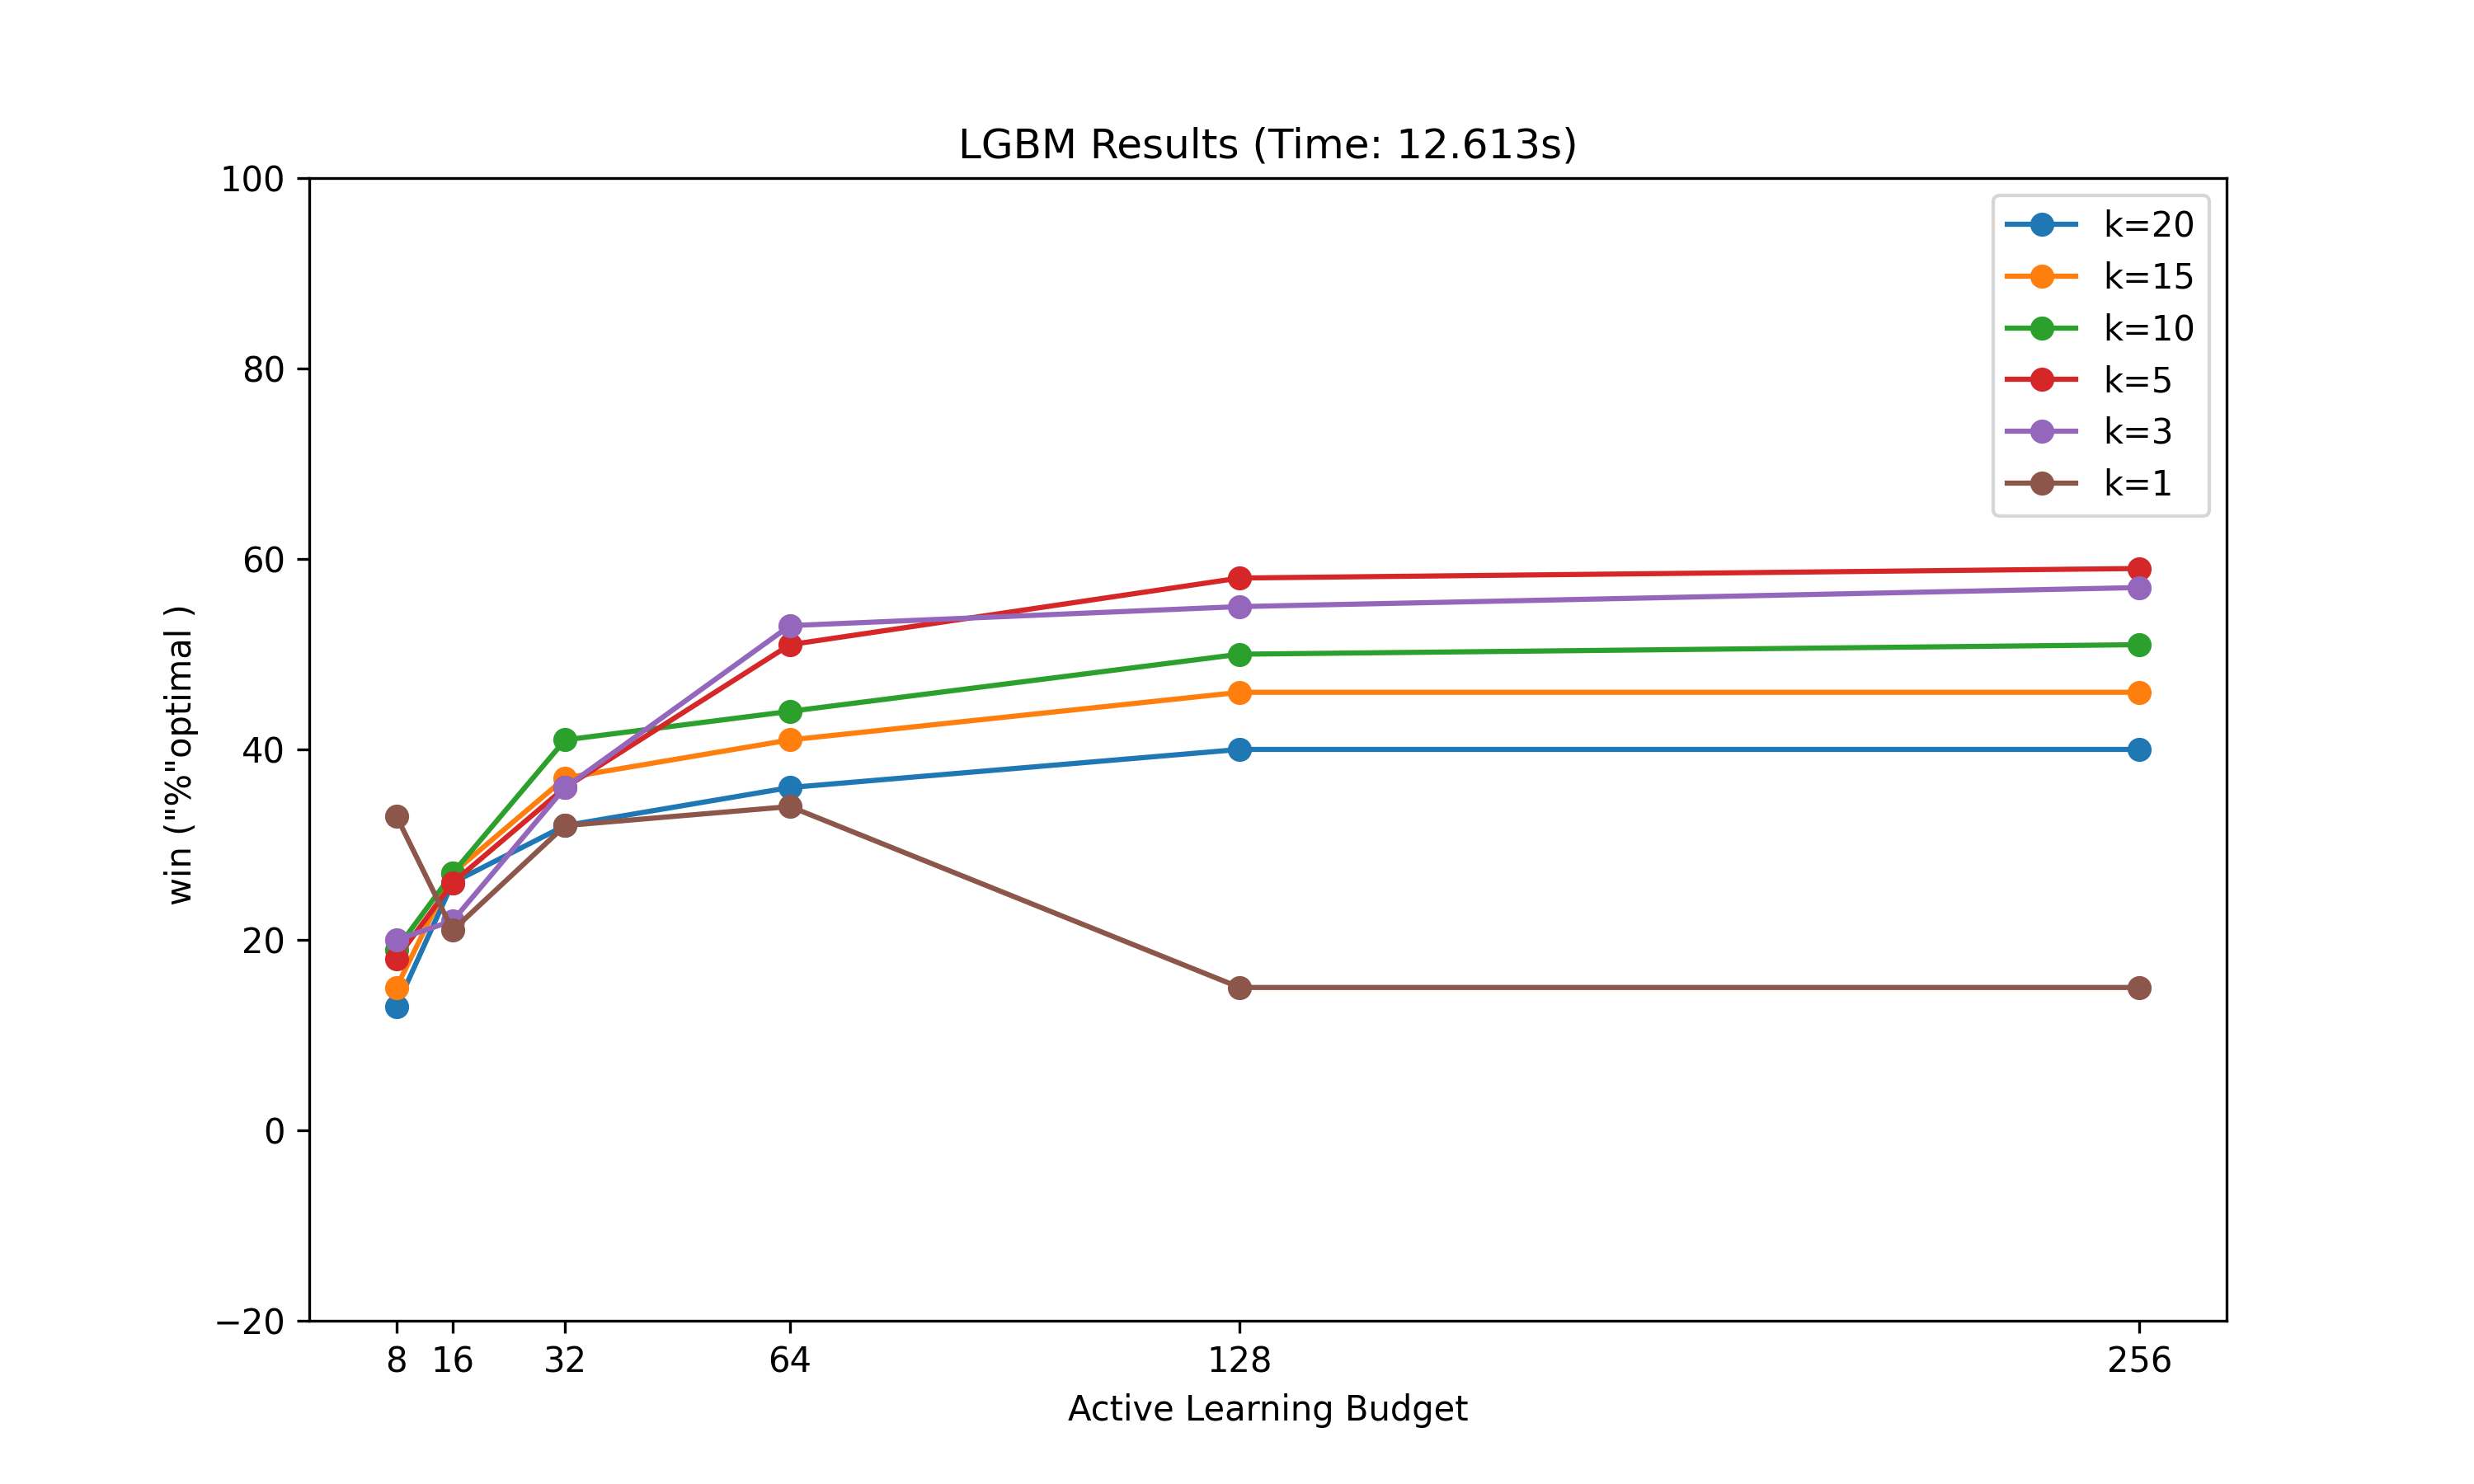 LGBM Results (Time: 12.613s)
100
80
60
40
20
0
−20
win ("%"optimal )
k=20
k=15
k=10
k=5
k=3
k=1
8 16 32 64 128 256
Active Learning Budget